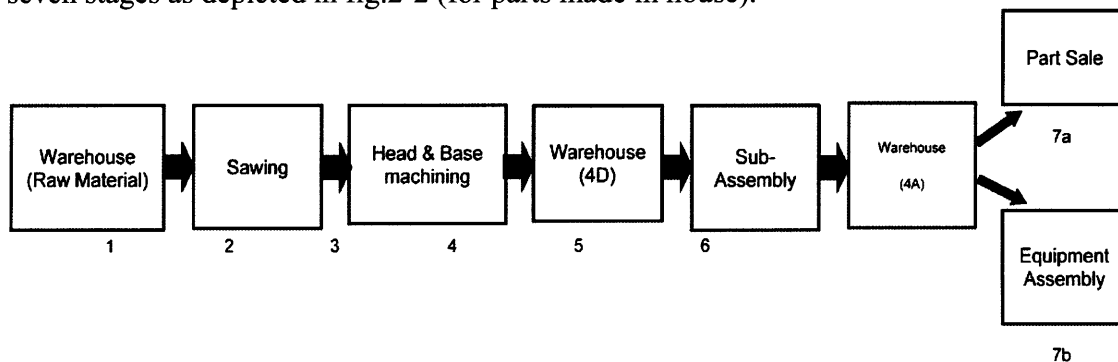 seven stages as depicted in fig.2-2 (for parts made in house).
Part Sale
7a
Warehouse
(Raw Material)
Sawing
Head & Base
machining
Warehouse
(4D)
Sub-
Assembly
Warehouse
(4A)
1
2
3
4
5
6
Equipment
Assembly
7b